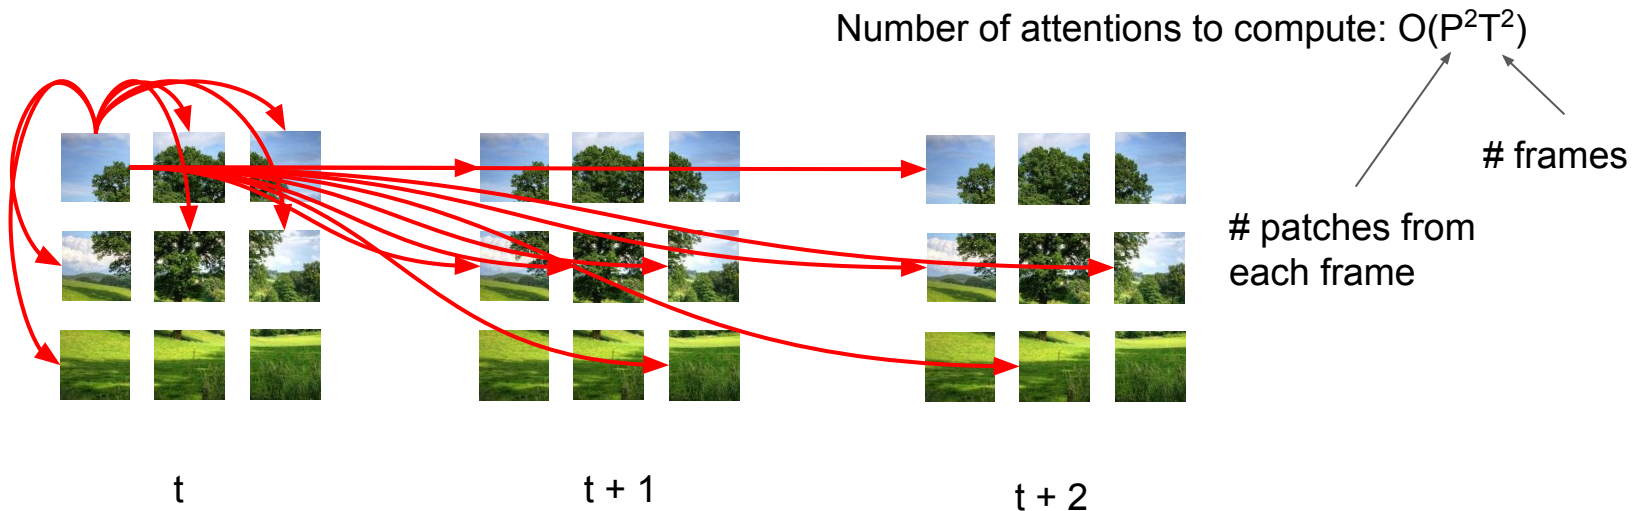 Number of attentions to compute: O(P²T²)
# frames
# patches from
each frame
t
t + 1
t + 2